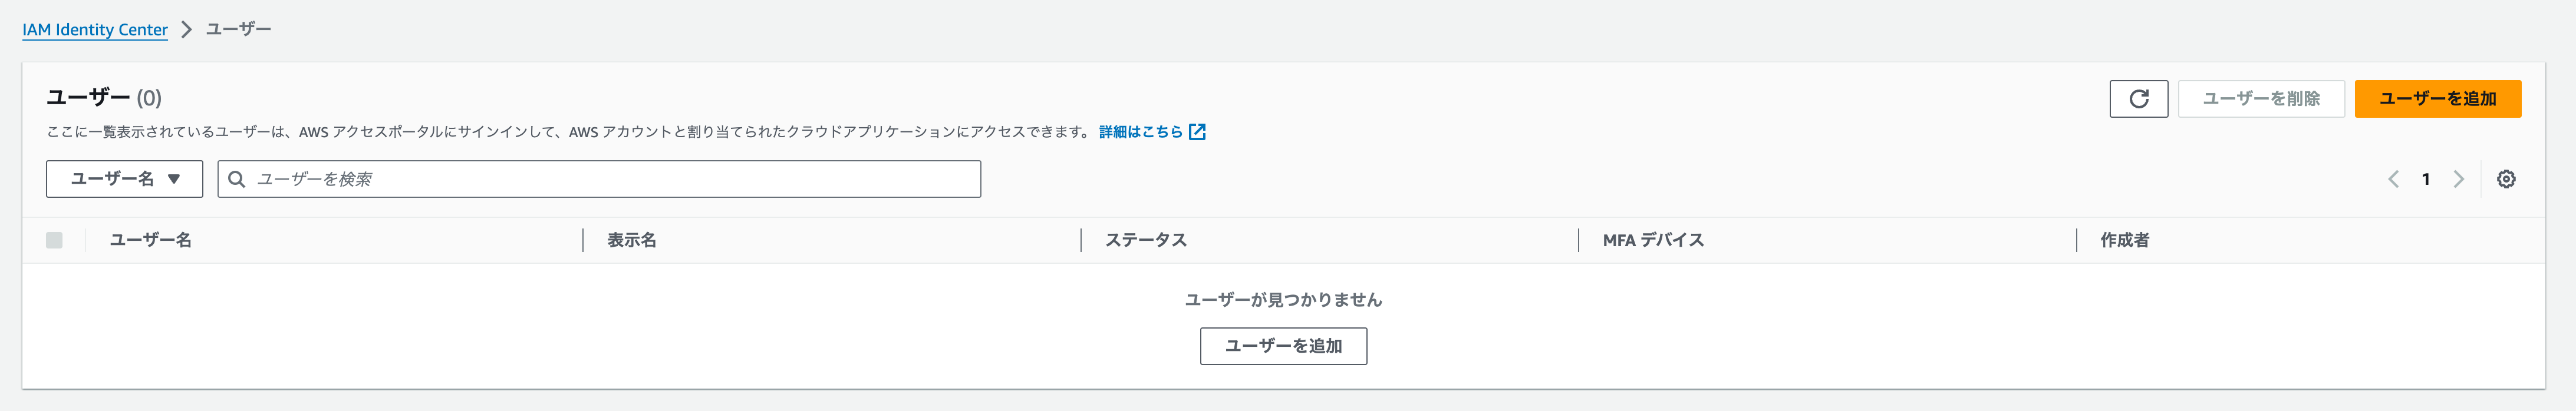 IAM Identity Center > ユーザー
ユーザー (0)
ユーザーを削除
ユーザーを追加
ここに一覧表示されているユーザーは、AWS アクセスポータルにサインインして、AWS アカウントと割り当てられたクラウドアプリケーションにアクセスできます。 詳細はこちら
ユーザー名
ユーザーを検索
1
ユーザー名 表示名 ステータス MFA デバイス 作成者
ユーザーが見つかりません
ユーザーを追加